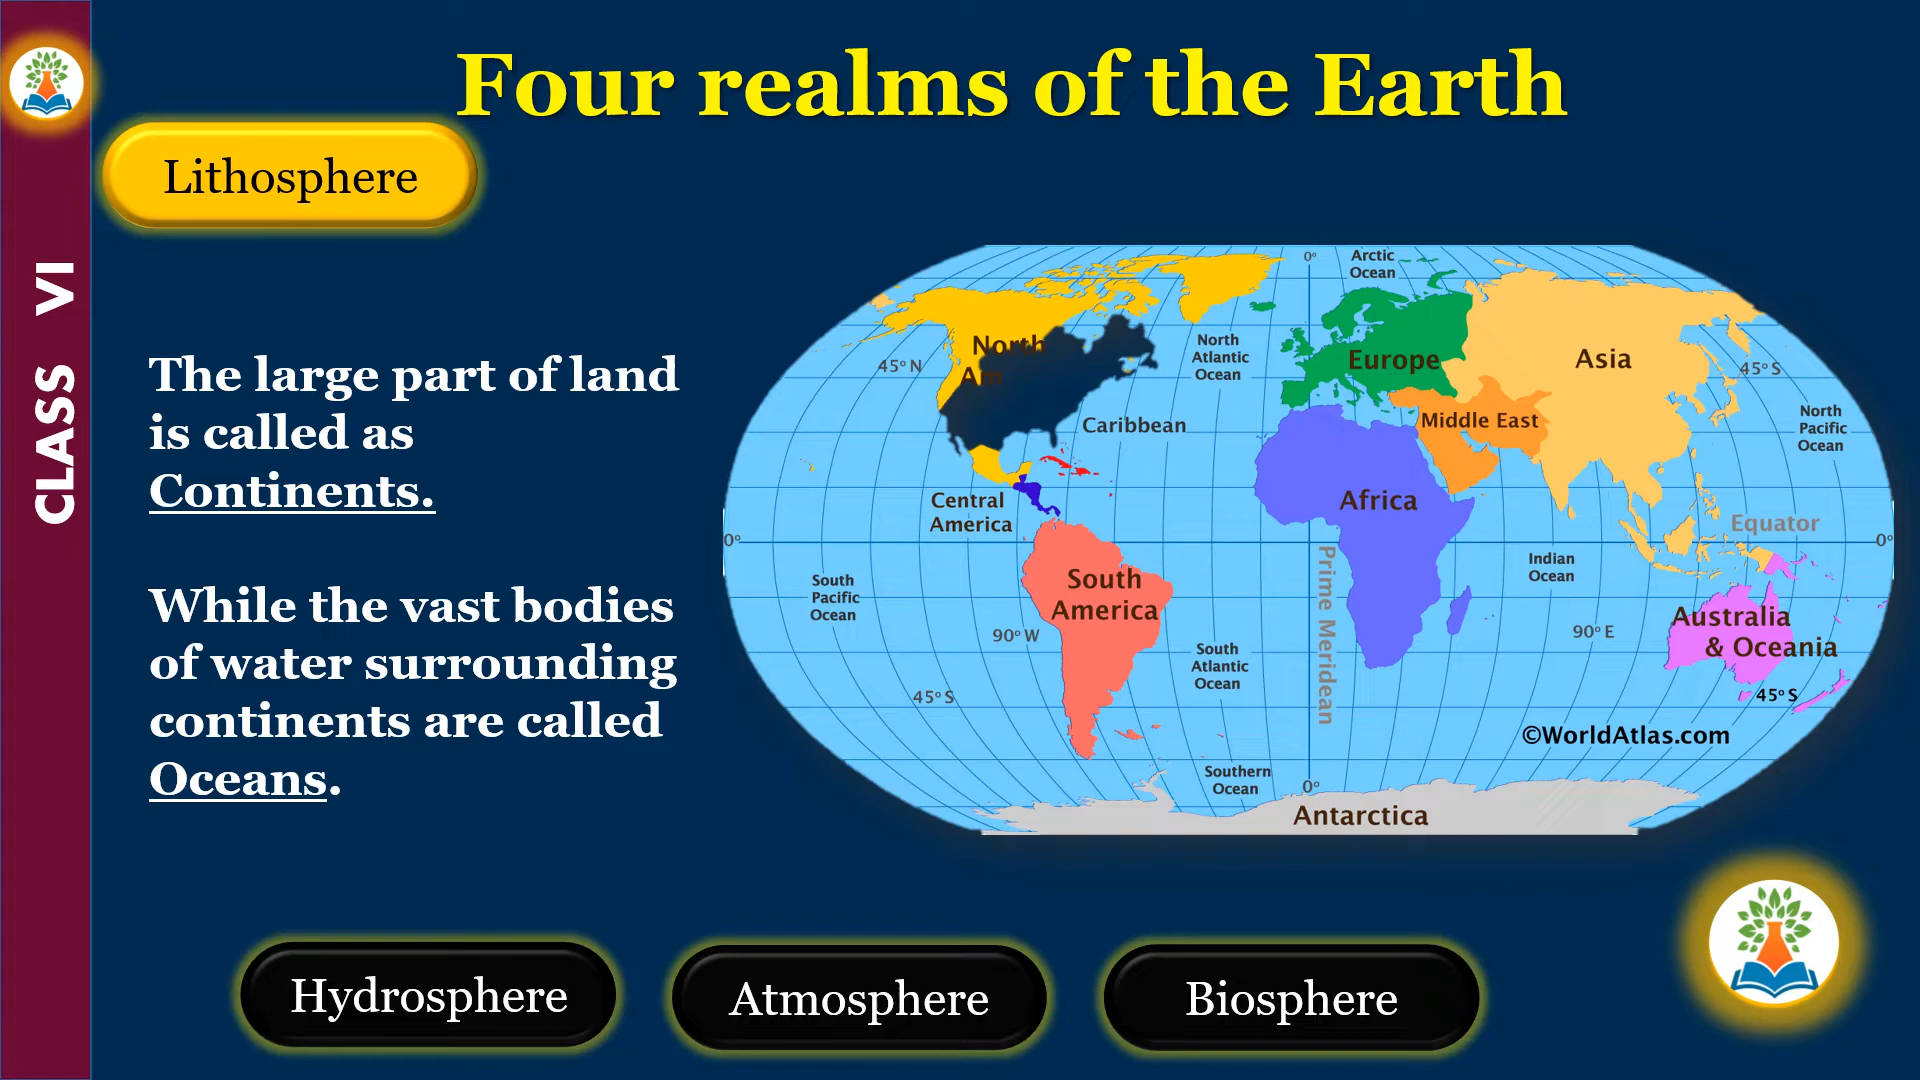 Four realms of the Earth
Lithosphere
CLASS VI
The large part of land
is called as
Continents.
While the vast bodies
of water surrounding
continents are called
Oceans.
0°
Arctic
Ocean
North
Am
45° N
North
Atlantic
Ocean
Europe
Asia
45° S
Caribbean
Middle East
North
Pacific
Ocean
Central
America
Africa
Equator
0°
0°
South
Pacific
Ocean
South
America
Prime Meridean
Indian
Ocean
90° W
90° E
Australia
& Oceania
South
Atlantic
Ocean
45° S
45° S
©WorldAtlas.com
Southern
Ocean
0°
Antarctica
Hydrosphere
Atmosphere
Biosphere